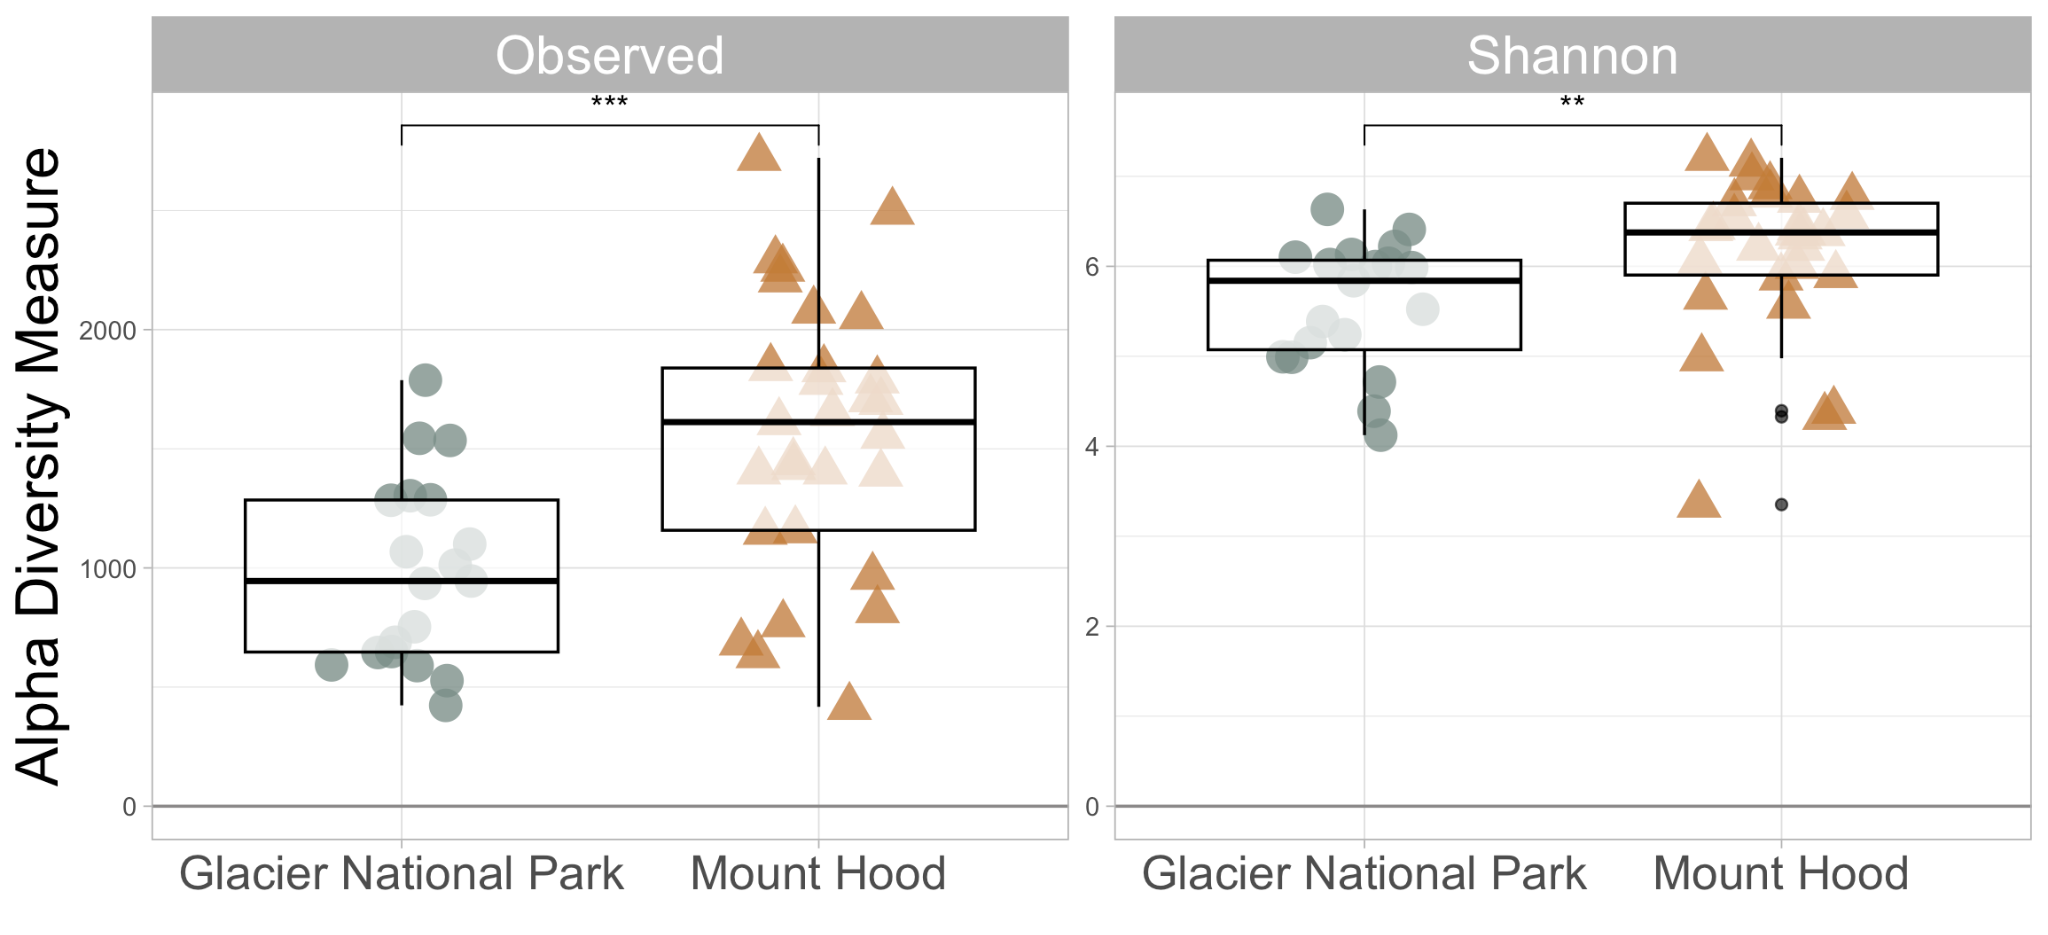 Observed
Shannon
***
**
Alpha Diversity Measure
2000
1000
0
6
4
2
0
Glacier National Park
Mount Hood
Glacier National Park
Mount Hood